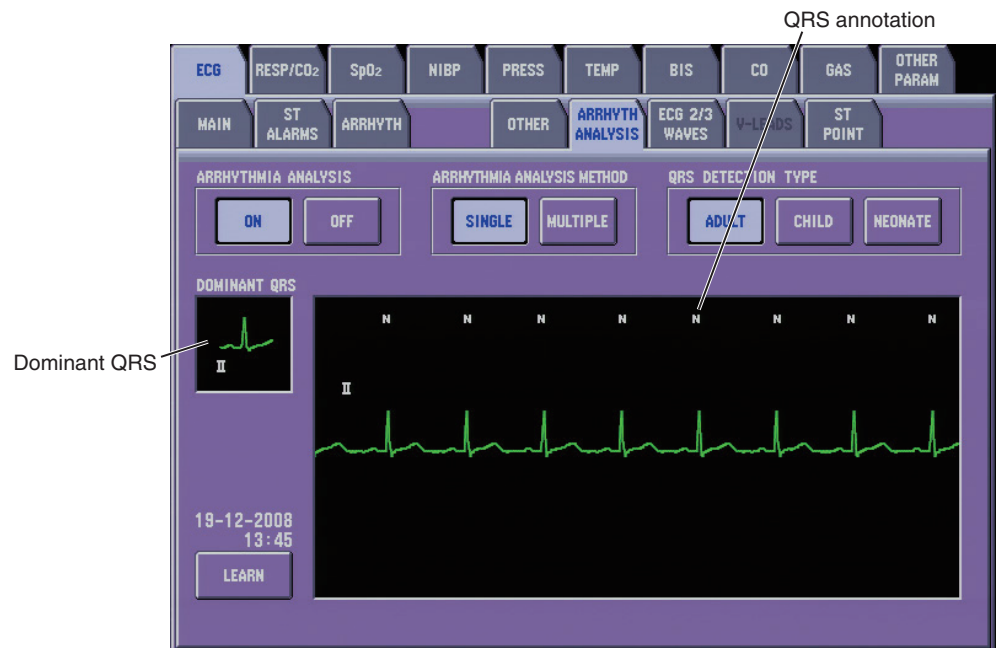 QRS annotation
ECG RESP/CO2 SpO2 NIBP PRESS TEMP BIS CO GAS OTHER PARAM
MAIN ST ALARMS ARRHYTH OTHER ARRHYTH ANALYSIS ECG 2/3 WAVES V-LEADS ST POINT
ARRHYTHMIA ANALYSIS ARRHYTHMIA ANALYSIS METHOD QRS DETECTION TYPE
ON OFF SINGLE MULTIPLE ADULT CHILD NEONATE
DOMINANT QRS
N N N N N N N N
Dominant QRS
II
II
19-12-2008
13:45
LEARN